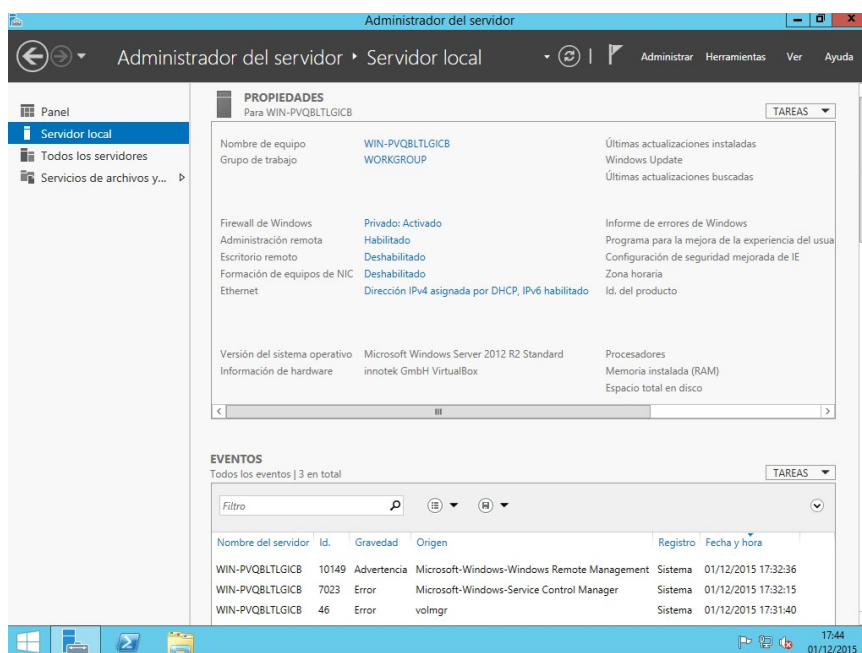 Administrador del servidor
Administrador del servidor ‣ Servidor local
Administrar Herramientas Ver Ayuda
Panel
Servidor local
Todos los servidores
Servicios de archivos y...
PROPIEDADES
Para WIN-PVQBLTLGICB
TAREAS
Nombre de equipo WIN-PVQBLTLGICB Últimas actualizaciones instaladas
Grupo de trabajo WORKGROUP Windows Update
Últimas actualizaciones buscadas
Firewall de Windows Privado: Activado Informe de errores de Windows
Administración remota Habilitado Programa para la mejora de la experiencia del usua
Escritorio remoto Deshabilitado Configuración de seguridad mejorada de IE
Formación de equipos de NIC Deshabilitado Zona horaria
Ethernet Dirección IPv4 asignada por DHCP, IPv6 habilitado Id. del producto
Versión del sistema operativo Microsoft Windows Server 2012 R2 Standard Procesadores
Información de hardware innotek GmbH VirtualBox Memoria instalada (RAM)
Espacio total en disco
EVENTOS
Todos los eventos | 3 en total
TAREAS
Filtro
Nombre del servidor Id. Gravedad Origen Registro Fecha y hora
WIN-PVQBLTLGICB 10149 Advertencia Microsoft-Windows-Windows Remote Management Sistema 01/12/2015 17:32:36
WIN-PVQBLTLGICB 7023 Error Microsoft-Windows-Service Control Manager Sistema 01/12/2015 17:32:15
WIN-PVQBLTLGICB 46 Error volmgr Sistema 01/12/2015 17:31:40
17:44
01/12/2015